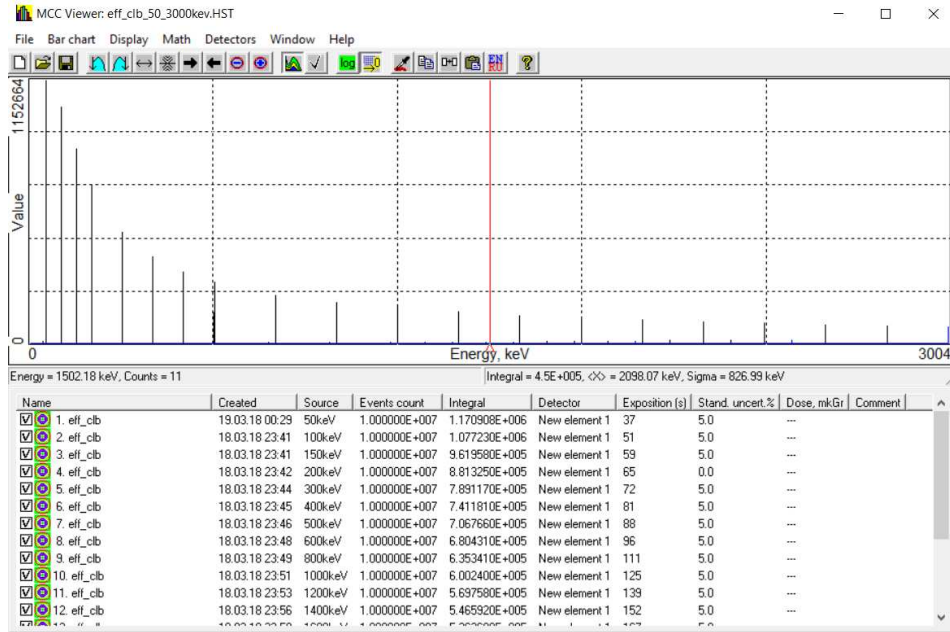 MCC Viewer: eff_clb_50_3000kev.HST
File Bar chart Display Math Detectors Window Help
log EN RU
1152664
Value
0
0 Energy, keV 3004
Energy = 1502.18 keV, Counts = 11 Integral = 4.5E+005, <X> = 2098.07 keV, Sigma = 826.99 keV
Name Created Source Events count Integral Detector Exposition (s) Stand. uncert.% Dose, mkGr Comment
1. eff_clb 19.03.18 00:29 50keV 1.000000E+007 1.170908E+006 New element 1 37 5.0 ---
2. eff_clb 18.03.18 23:41 100keV 1.000000E+007 1.077230E+006 New element 1 51 5.0 ---
3. eff_clb 18.03.18 23:41 150keV 1.000000E+007 9.619580E+005 New element 1 59 5.0 ---
4. eff_clb 18.03.18 23:42 200keV 1.000000E+007 8.813250E+005 New element 1 65 0.0 ---
5. eff_clb 18.03.18 23:44 300keV 1.000000E+007 7.891170E+005 New element 1 72 5.0 ---
6. eff_clb 18.03.18 23:45 400keV 1.000000E+007 7.411810E+005 New element 1 81 5.0 ---
7. eff_clb 18.03.18 23:46 500keV 1.000000E+007 7.067660E+005 New element 1 88 5.0 ---
8. eff_clb 18.03.18 23:48 600keV 1.000000E+007 6.804310E+005 New element 1 96 5.0 ---
9. eff_clb 18.03.18 23:49 800keV 1.000000E+007 6.353410E+005 New element 1 111 5.0 ---
10. eff_clb 18.03.18 23:51 1000keV 1.000000E+007 6.002400E+005 New element 1 125 5.0 ---
11. eff_clb 18.03.18 23:53 1200keV 1.000000E+007 5.697580E+005 New element 1 139 5.0 ---
12. eff_clb 18.03.18 23:56 1400keV 1.000000E+007 5.465920E+005 New element 1 152 5.0 ---